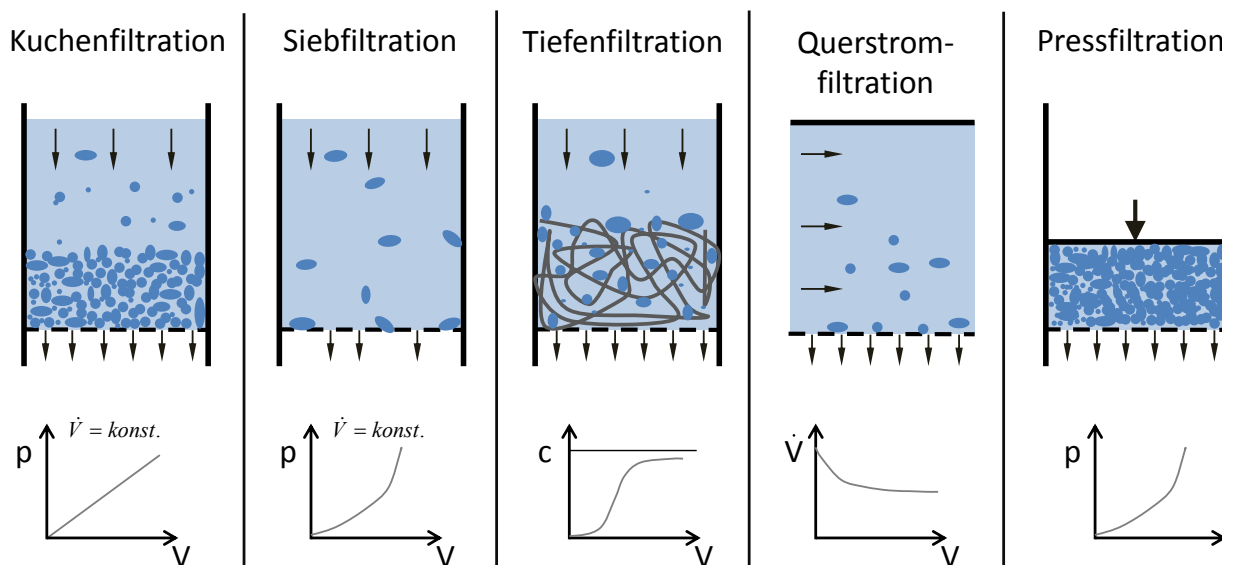 Kuchenfiltration
Siebfiltration
Tiefenfiltration
Querstrom-
filtration
Pressfiltration
p
V̇ = konst.
V
p
V̇ = konst.
V
c
V
V̇
V
p
V